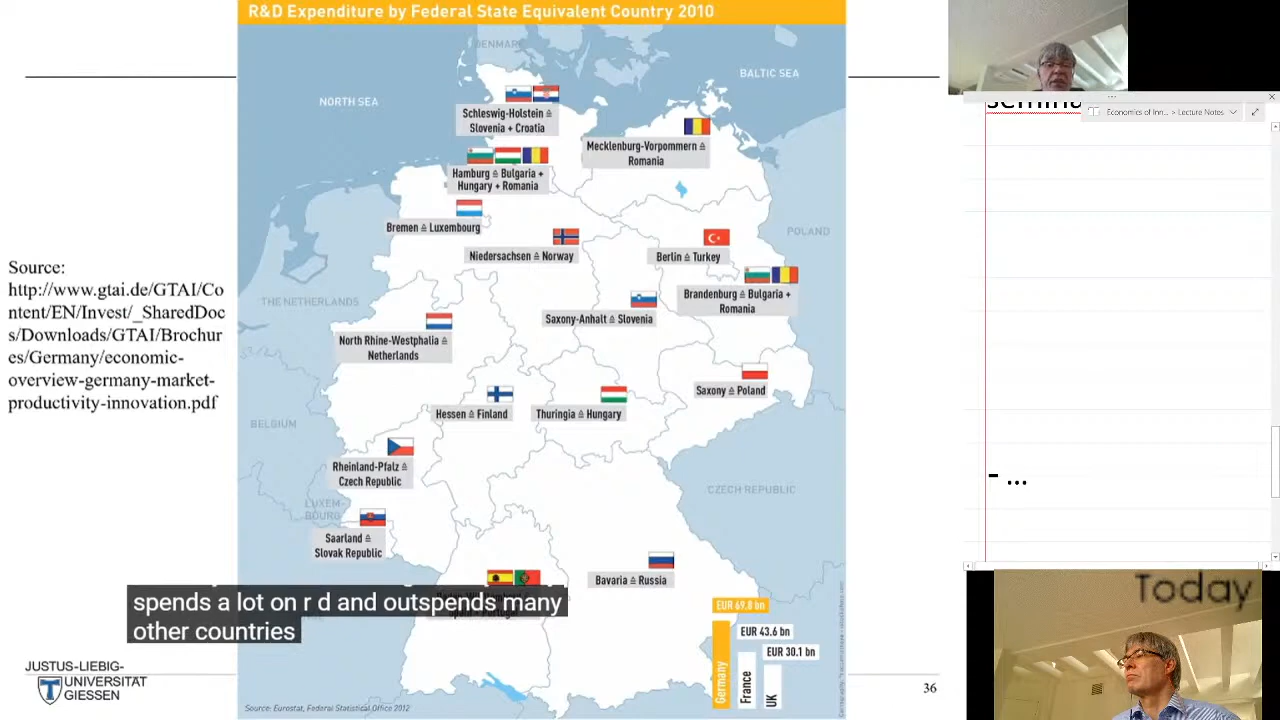 R&D Expenditure by Federal State Equivalent Country 2010
DENMARK
BALTIC SEA
NORTH SEA
Schleswig-Holstein ≙
Slovenia + Croatia
Mecklenburg-Vorpommern ≙
Romania
Hamburg ≙ Bulgaria +
Hungary + Romania
Bremen ≙ Luxembourg
POLAND
Niedersachsen ≙ Norway
Berlin ≙ Turkey
Brandenburg ≙ Bulgaria +
Romania
THE NETHERLANDS
Saxony-Anhalt ≙ Slovenia
North Rhine-Westphalia ≙
Netherlands
Saxony ≙ Poland
Hessen ≙ Finland
Thuringia ≙ Hungary
BELGIUM
Rheinland-Pfalz ≙
Czech Republic
CZECH REPUBLIC
LUXEM-
BOURG
Saarland ≙
Slovak Republic
Bavaria ≙ Russia
EUR 69.8 bn
EUR 43.6 bn
EUR 30.1 bn
Germany
France
UK
Source: Eurostat, Federal Statistical Office 2012
Source:
http://www.gtai.de/GTAI/Co
ntent/EN/Invest/_SharedDoc
s/Downloads/GTAI/Brochur
es/Germany/economic-
overview-germany-market-
productivity-innovation.pdf
spends a lot on r d and outspends many
other countries
JUSTUS-LIEBIG-
UNIVERSITAT
GIESSEN
36
Economics of Inn... > Lecture Notes
- ...
Today